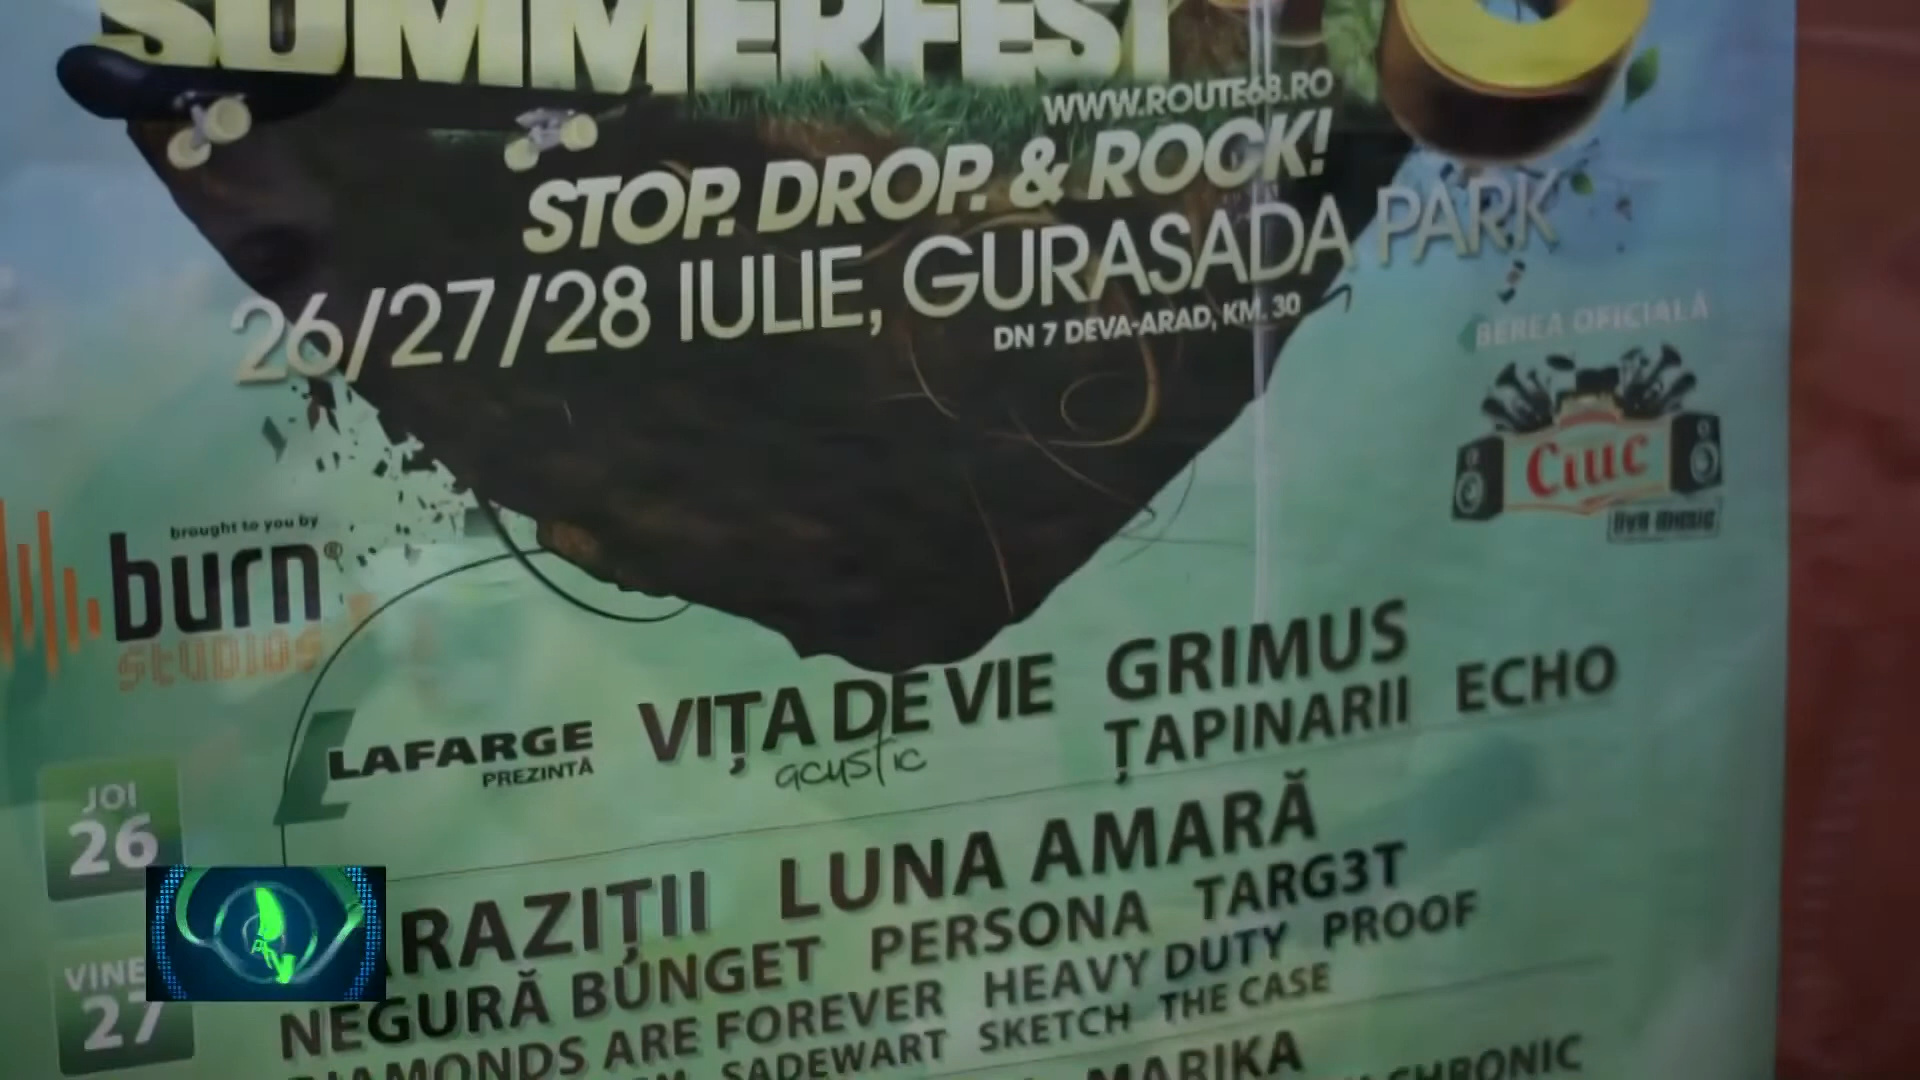 SUMMERFEST
WWW.ROUTE68.RO
STOP. DROP. & ROCK!
26/27/28 IULIE, GURASADA PARK
DN 7 DEVA-ARAD, KM. 30
BEREA OFICIALĂ
Ciuc
live music
brought to you by
burn®
studios
LAFARGE
PREZINTĂ
VIȚA DE VIE
acustic
GRIMUS
ȚAPINARII ECHO
JOI
26
RAZIȚII LUNA AMARĂ
NEGURĂ BUNGET PERSONA TARG3T
DIAMONDS ARE FOREVER HEAVY DUTY PROOF
SADEWART SKETCH THE CASE
VINE
27
MARIKA
CHRONIC